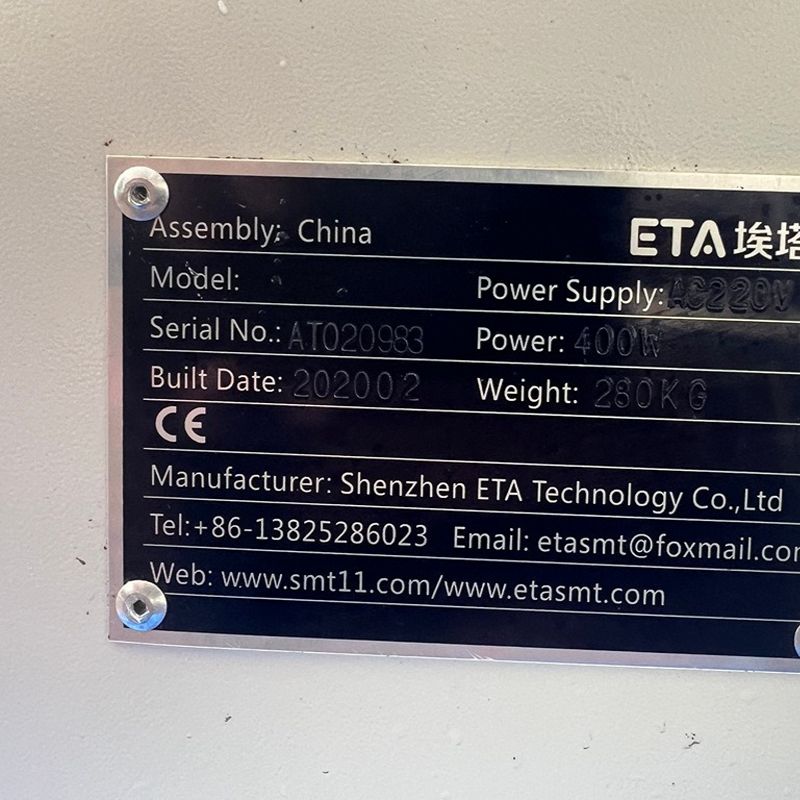 Assembly: China
ETA 埃塔
Model:
Power Supply: AC220V
Serial No.: AT020983
Power: 400W
Built Date: 202002
Weight: 280KG
CE
Manufacturer: Shenzhen ETA Technology Co.,Ltd
Tel:+86-13825286023 Email: etasmt@foxmail.com
Web: www.smt11.com/www.etasmt.com